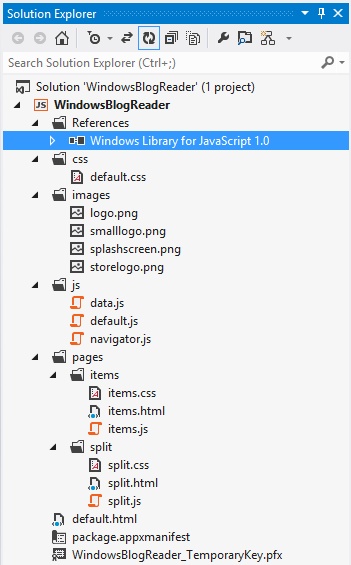 Solution Explorer
Search Solution Explorer (Ctrl+;)
Solution 'WindowsBlogReader' (1 project)
JS WindowsBlogReader
References
Windows Library for JavaScript 1.0
css
default.css
images
logo.png
smalllogo.png
splashscreen.png
storelogo.png
js
data.js
default.js
navigator.js
pages
items
items.css
items.html
items.js
split
split.css
split.html
split.js
default.html
package.appxmanifest
WindowsBlogReader_TemporaryKey.pfx